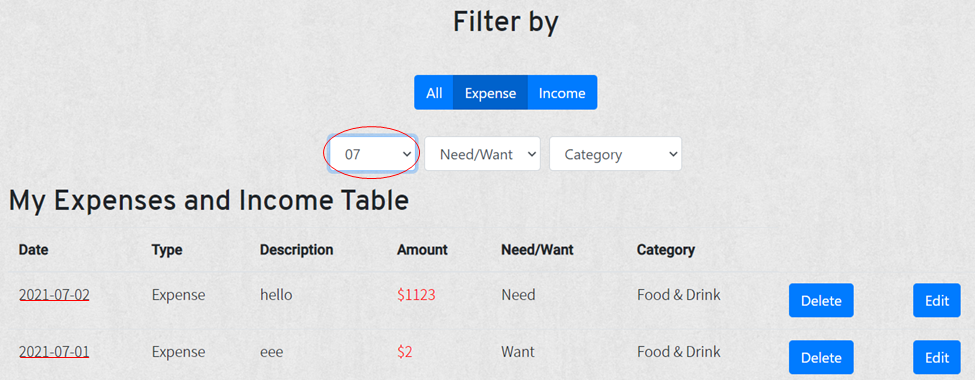 Filter by
All Expense Income
07 Need/Want Category
My Expenses and Income Table
Date Type Description Amount Need/Want Category
2021-07-02 Expense hello $1123 Need Food & Drink Delete Edit
2021-07-01 Expense eee $2 Want Food & Drink Delete Edit